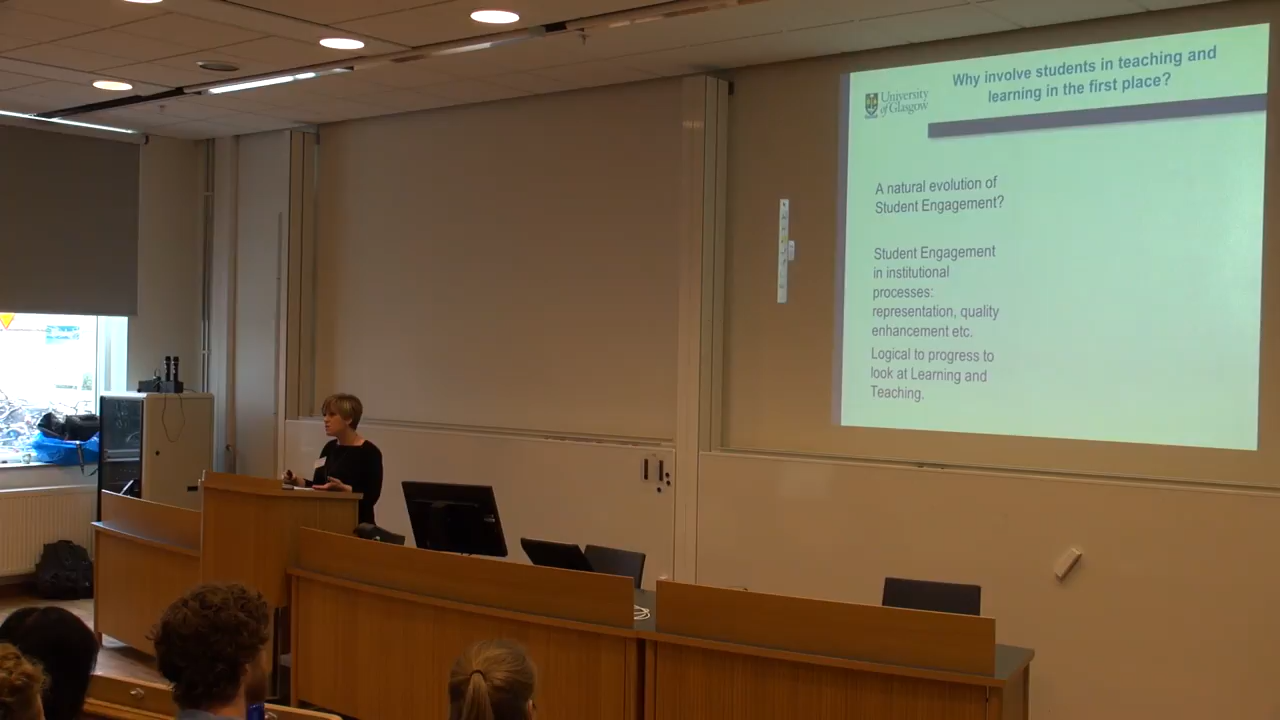 University
of Glasgow
Why involve students in teaching and
learning in the first place?
A natural evolution of
Student Engagement?
Student Engagement
in institutional
processes:
representation, quality
enhancement etc.
Logical to progress to
look at Learning and
Teaching.